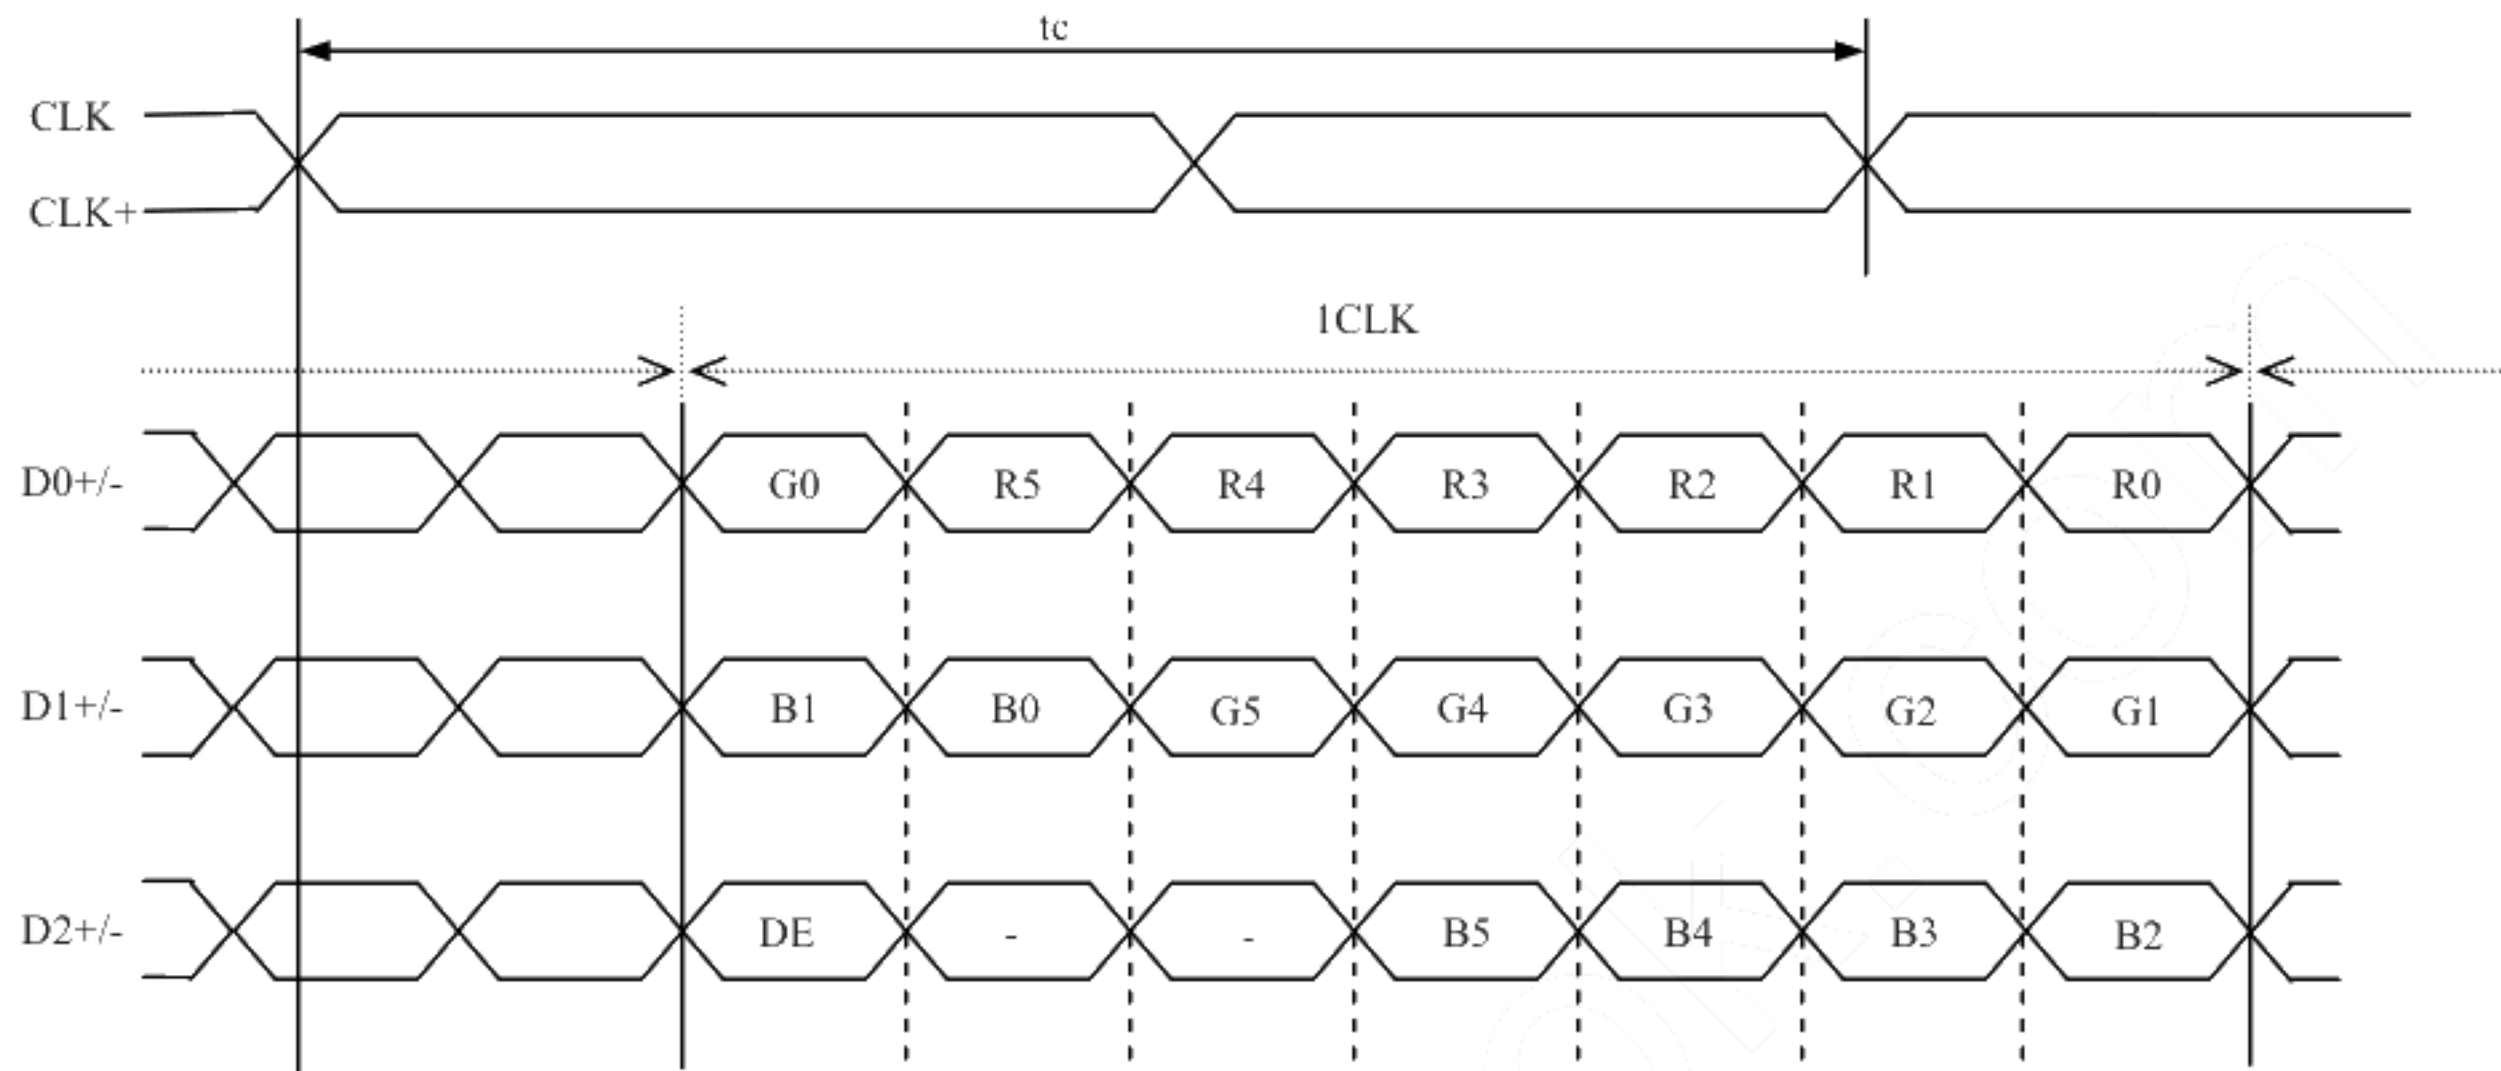 tc
CLK
CLK+
1CLK
D0+/- G0 R5 R4 R3 R2 R1 R0
D1+/- B1 B0 G5 G4 G3 G2 G1
D2+/- DE - - B5 B4 B3 B2